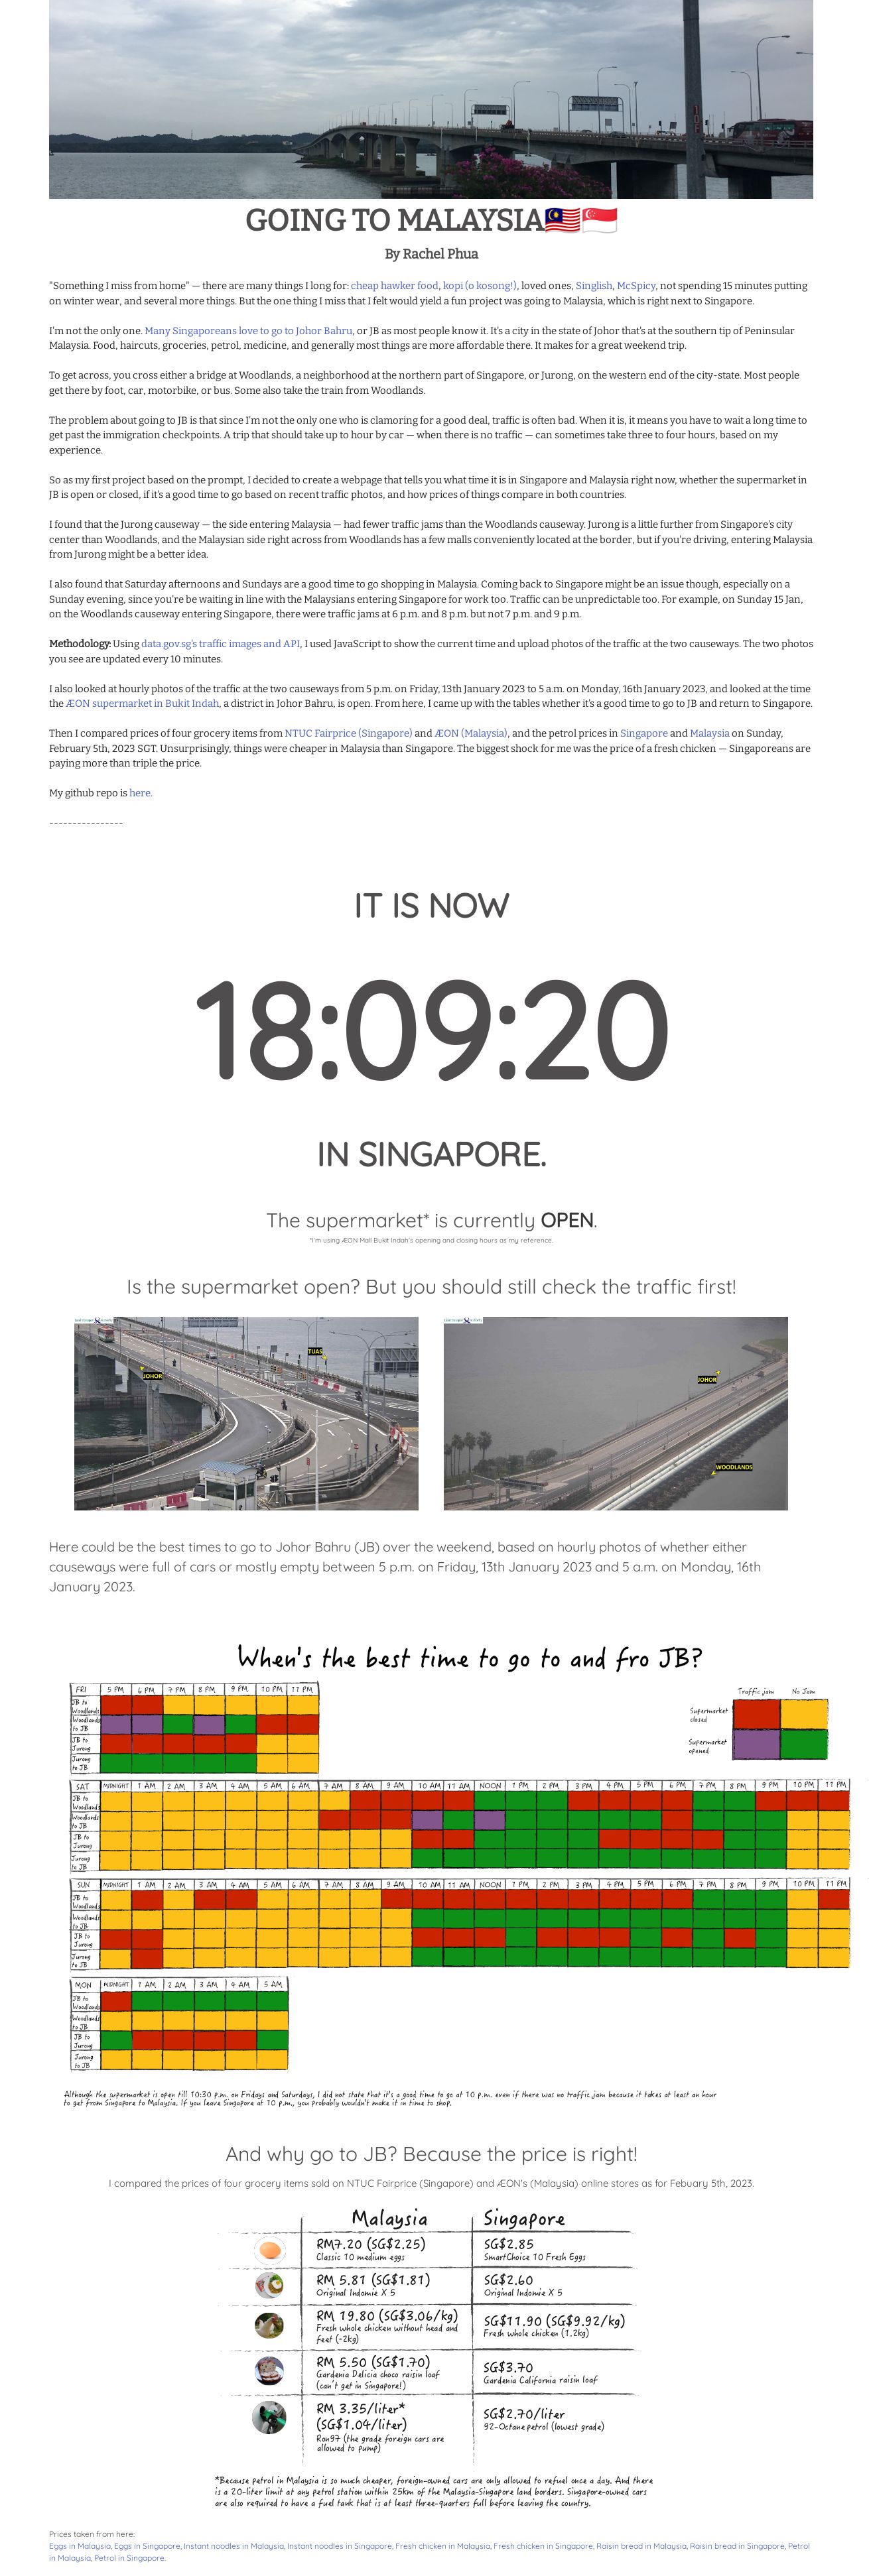 GOING TO MALAYSIA🇲🇾🇸🇬
By Rachel Phua
"Something I miss from home" — there are many things I long for: cheap hawker food, kopi (o kosong!), loved ones, Singlish, McSpicy, not spending 15 minutes putting
on winter wear, and several more things. But the one thing I miss that I felt would yield a fun project was going to Malaysia, which is right next to Singapore.
I'm not the only one. Many Singaporeans love to go to Johor Bahru, or JB as most people know it. It's a city in the state of Johor that's at the southern tip of Peninsular
Malaysia. Food, haircuts, groceries, petrol, medicine, and generally most things are more affordable there. It makes for a great weekend trip.
To get across, you cross either a bridge at Woodlands, a neighborhood at the northern part of Singapore, or Jurong, on the western end of the city-state. Most people
get there by foot, car, motorbike, or bus. Some also take the train from Woodlands.
The problem about going to JB is that since I'm not the only one who is clamoring for a good deal, traffic is often bad. When it is, it means you have to wait a long time to
get past the immigration checkpoints. A trip that should take up to hour by car — when there is no traffic — can sometimes take three to four hours, based on my
experience.
So as my first project based on the prompt, I decided to create a webpage that tells you what time it is in Singapore and Malaysia right now, whether the supermarket in
JB is open or closed, if it's a good time to go based on recent traffic photos, and how prices of things compare in both countries.
I found that the Jurong causeway — the side entering Malaysia — had fewer traffic jams than the Woodlands causeway. Jurong is a little further from Singapore's city
center than Woodlands, and the Malaysian side right across from Woodlands has a few malls conveniently located at the border, but if you're driving, entering Malaysia
from Jurong might be a better idea.
I also found that Saturday afternoons and Sundays are a good time to go shopping in Malaysia. Coming back to Singapore might be an issue though, especially on a
Sunday evening, since you're be waiting in line with the Malaysians entering Singapore for work too. Traffic can be unpredictable too. For example, on Sunday 15 Jan,
on the Woodlands causeway entering Singapore, there were traffic jams at 6 p.m. and 8 p.m. but not 7 p.m. and 9 p.m.
Methodology: Using data.gov.sg's traffic images and API, I used JavaScript to show the current time and upload photos of the traffic at the two causeways. The two photos
you see are updated every 10 minutes.
I also looked at hourly photos of the traffic at the two causeways from 5 p.m. on Friday, 13th January 2023 to 5 a.m. on Monday, 16th January 2023, and looked at the time
the ÆON supermarket in Bukit Indah, a district in Johor Bahru, is open. From here, I came up with the tables whether it's a good time to go to JB and return to Singapore.
Then I compared prices of four grocery items from NTUC Fairprice (Singapore) and ÆON (Malaysia), and the petrol prices in Singapore and Malaysia on Sunday,
February 5th, 2023 SGT. Unsurprisingly, things were cheaper in Malaysia than Singapore. The biggest shock for me was the price of a fresh chicken — Singaporeans are
paying more than triple the price.
My github repo is here.
----------------
IT IS NOW
18:09:20
IN SINGAPORE.
The supermarket* is currently OPEN.
*I'm using ÆON Mall Bukit Indah's opening and closing hours as my reference.
Is the supermarket open? But you should still check the traffic first!
TUAS
JOHOR
JOHOR
WOODLANDS
Here could be the best times to go to Johor Bahru (JB) over the weekend, based on hourly photos of whether either
causeways were full of cars or mostly empty between 5 p.m. on Friday, 13th January 2023 and 5 a.m. on Monday, 16th
January 2023.
When's the best time to go to and fro JB?
Traffic jam No Jam
Supermarket
closed
Supermarket
opened
FRI 5 PM 6 PM 7 PM 8 PM 9 PM 10 PM 11 PM
JB to
Woodlands
Woodlands
to JB
JB to
Jurong
Jurong
to JB
SAT MIDNIGHT 1 AM 2 AM 3 AM 4 AM 5 AM 6 AM 7 AM 8 AM 9 AM 10 AM 11 AM NOON 1 PM 2 PM 3 PM 4 PM 5 PM 6 PM 7 PM 8 PM 9 PM 10 PM 11 PM
JB to
Woodlands
Woodlands
to JB
JB to
Jurong
Jurong
to JB
SUN MIDNIGHT 1 AM 2 AM 3 AM 4 AM 5 AM 6 AM 7 AM 8 AM 9 AM 10 AM 11 AM NOON 1 PM 2 PM 3 PM 4 PM 5 PM 6 PM 7 PM 8 PM 9 PM 10 PM 11 PM
JB to
Woodlands
Woodlands
to JB
JB to
Jurong
Jurong
to JB
MON MIDNIGHT 1 AM 2 AM 3 AM 4 AM 5 AM
JB to
Woodlands
Woodlands
to JB
JB to
Jurong
Jurong
to JB
Although the supermarket is open till 10:30 p.m. on Fridays and Saturdays, I did not state that it's a good time to go at 10 p.m. even if there was no traffic jam because it takes at least an hour
to get from Singapore to Malaysia. If you leave Singapore at 10 p.m., you probably wouldn't make it in time to shop.
And why go to JB? Because the price is right!
I compared the prices of four grocery items sold on NTUC Fairprice (Singapore) and ÆON's (Malaysia) online stores as for Febuary 5th, 2023.
Malaysia Singapore
RM7.20 (SG$2.25) SG$2.85
Classic 10 medium eggs SmartChoice 10 Fresh Eggs
RM 5.81 (SG$1.81) SG$2.60
Original Indomie X 5 Original Indomie X 5
RM 19.80 (SG$3.06/kg) SG$11.90 (SG$9.92/kg)
Fresh whole chicken without head and
feet (~2kg)
Fresh whole chicken (1.2kg)
RM 5.50 (SG$1.70) SG$3.70
Gardenia Delicia choco raisin loaf
(can't get in Singapore!)
Gardenia California raisin loaf
RM 3.35/liter*
(SG$1.04/liter)
Ron97 (the grade foreign cars are
allowed to pump)
SG$2.70/liter
92-Octane petrol (lowest grade)
*Because petrol in Malaysia is so much cheaper, foreign-owned cars are only allowed to refuel once a day. And there
is a 20-liter limit at any petrol station within 25km of the Malaysia-Singapore land borders. Singapore-owned cars
are also required to have a fuel tank that is at least three-quarters full before leaving the country.
Prices taken from here:
Eggs in Malaysia, Eggs in Singapore, Instant noodles in Malaysia, Instant noodles in Singapore, Fresh chicken in Malaysia, Fresh chicken in Singapore, Raisin bread in Malaysia, Raisin bread in Singapore, Petrol
in Malaysia, Petrol in Singapore.